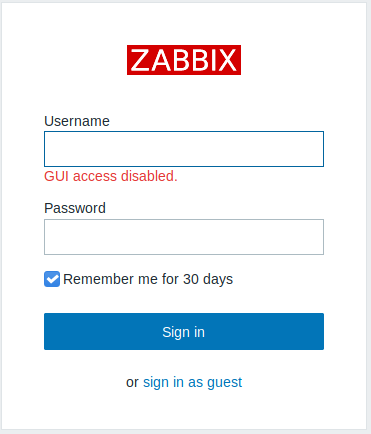 ZABBIX
Username
GUI access disabled.
Password
Remember me for 30 days
Sign in
or sign in as guest